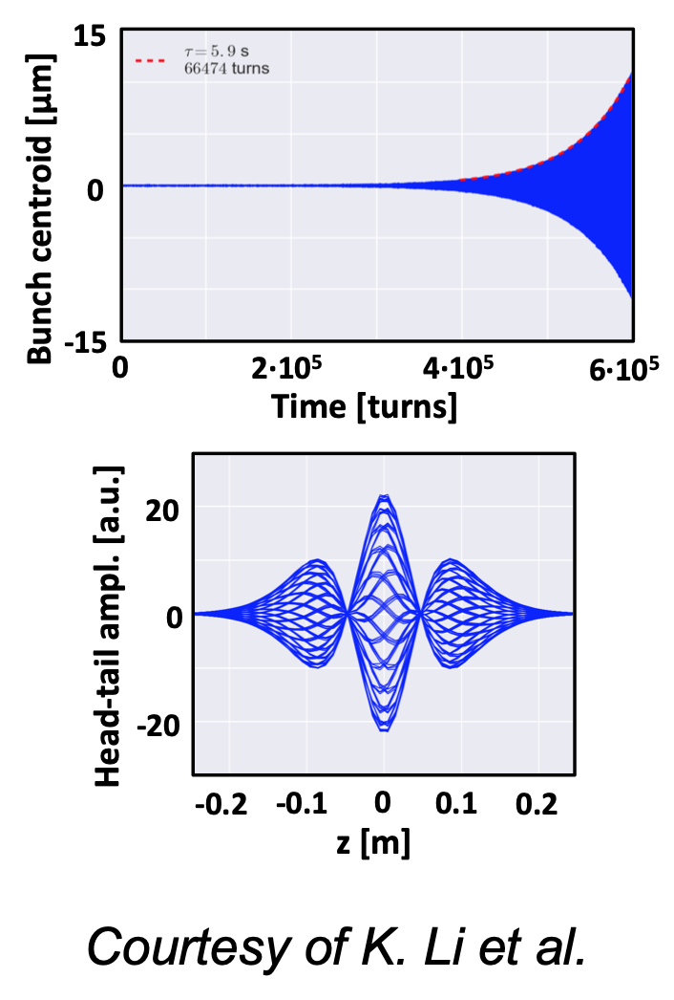 15
τ = 5.9 s
66474 turns
Bunch centroid [μm]
0
-15
0 2·10⁵ 4·10⁵ 6·10⁵
Time [turns]
Head-tail ampl. [a.u.]
20
0
-20
-0.2 -0.1 0 0.1 0.2
z [m]
Courtesy of K. Li et al.